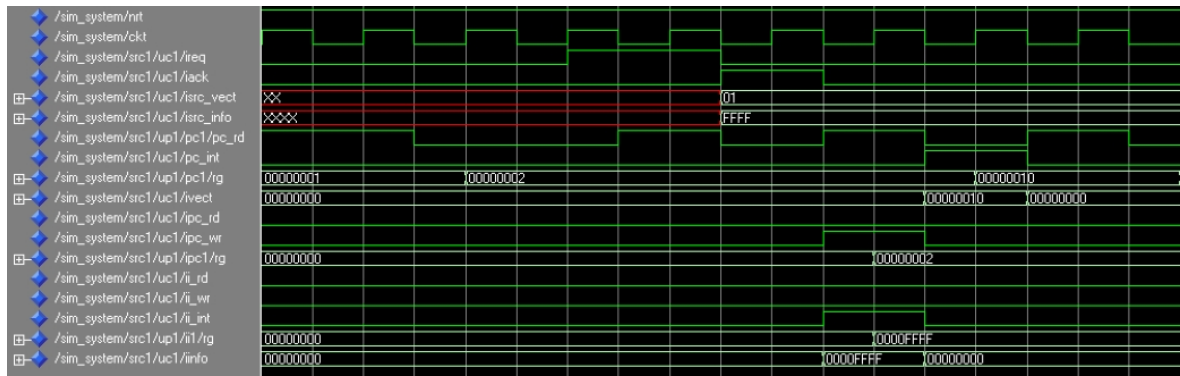 /sim_system/nrt
/sim_system/ckt
/sim_system/src1/uc1/ireq
/sim_system/src1/uc1/iack
/sim_system/src1/uc1/isrc_vect XX 01
/sim_system/src1/uc1/isrc_info XXXX FFFF
/sim_system/src1/up1/pc1/pc_rd
/sim_system/src1/uc1/pc_int
/sim_system/src1/up1/pc1/rg 00000001 00000002 00000010
/sim_system/src1/uc1/ivect 00000000 00000010 00000000
/sim_system/src1/uc1/ipc_rd
/sim_system/src1/uc1/ipc_wr
/sim_system/src1/up1/ipc1/rg 00000000 00000002
/sim_system/src1/uc1/ii_rd
/sim_system/src1/uc1/ii_wr
/sim_system/src1/uc1/ii_int
/sim_system/src1/up1/ii1/rg 00000000 0000FFFF
/sim_system/src1/uc1/iinfo 00000000 0000FFFF 00000000